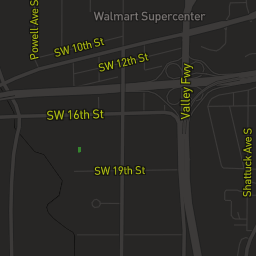 Walmart Supercenter
Powell Ave S
SW 10th St
SW 12th St
Valley Fwy
SW 16th St
Shattuck Ave S
SW 19th St